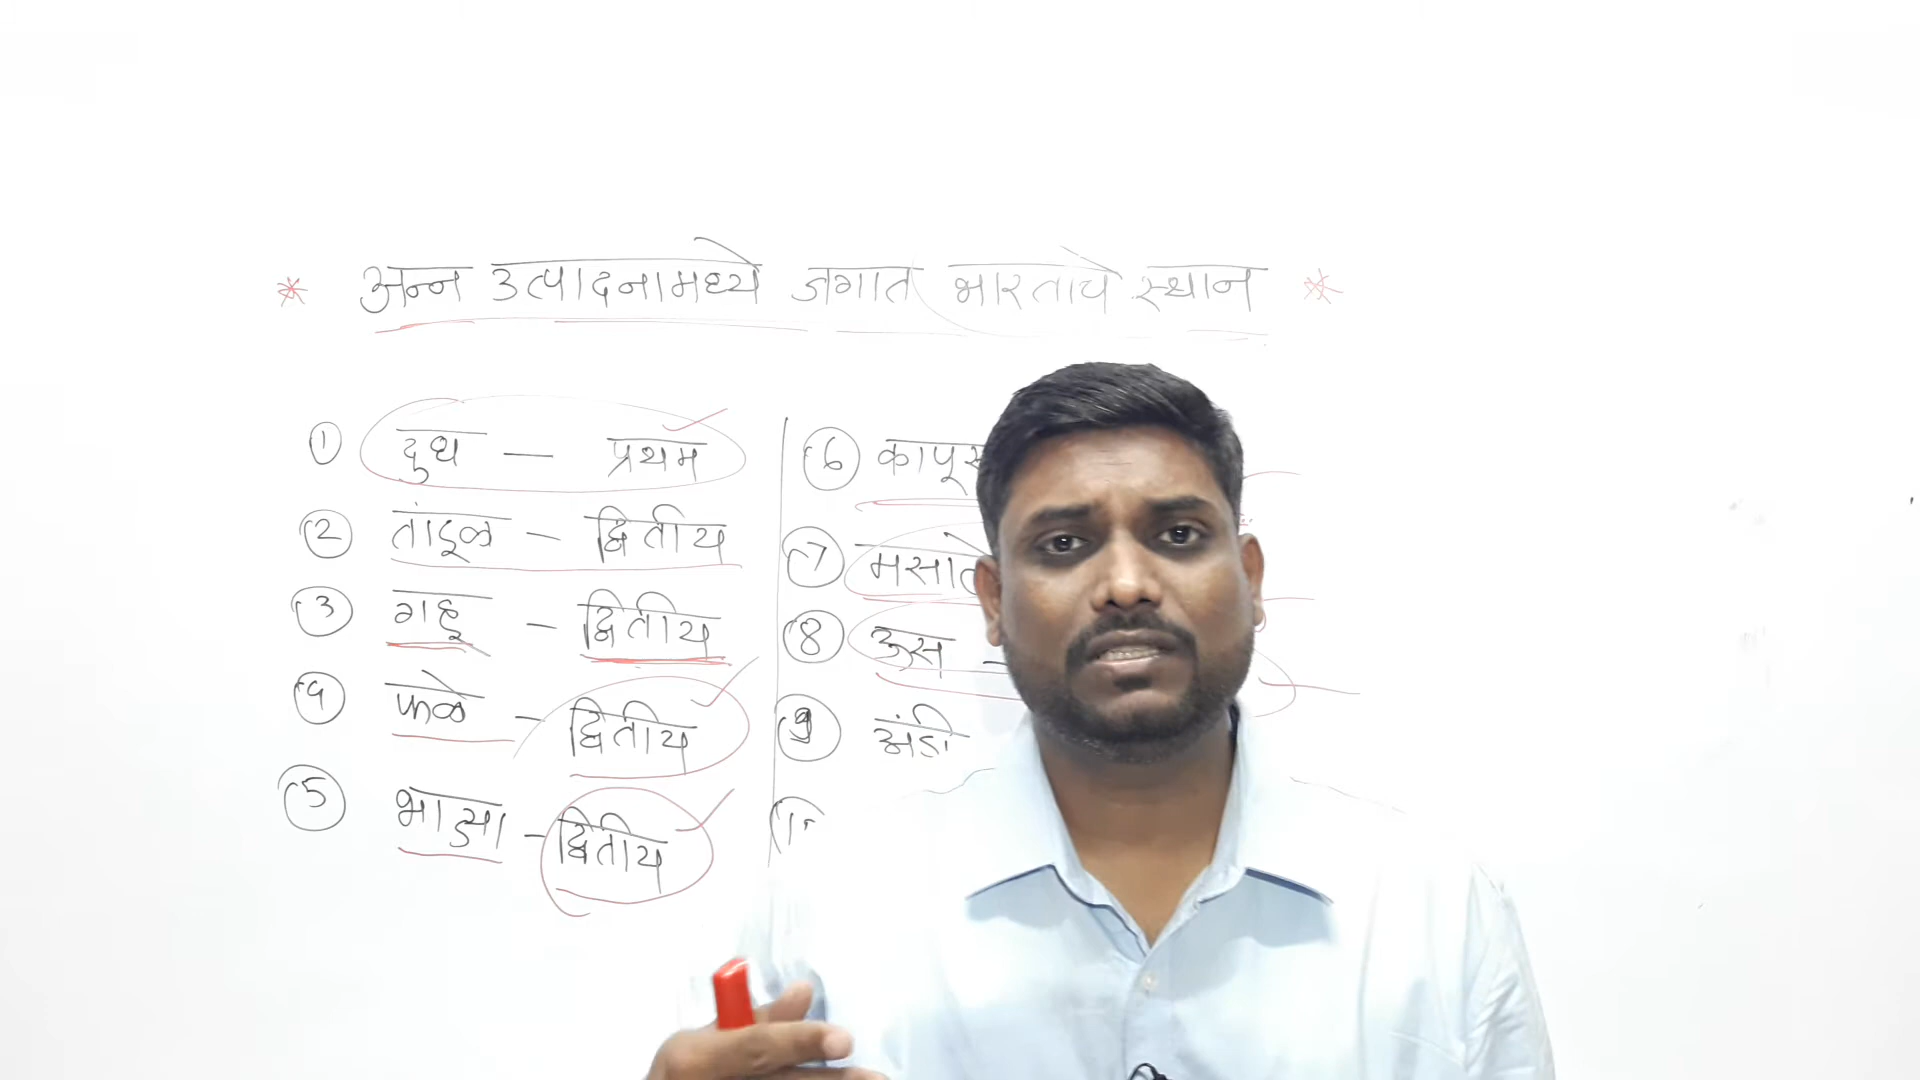 * अन्न उत्पादनामध्ये जगात भारताचे स्थान *
1 दुध — प्रथम
2 तांदूळ — द्वितीय
3 गहू — द्वितीय
4 फळे — द्वितीय
5 भाज्या — द्वितीय
6 कापूस
7
8 ऊस —
9 अंडी